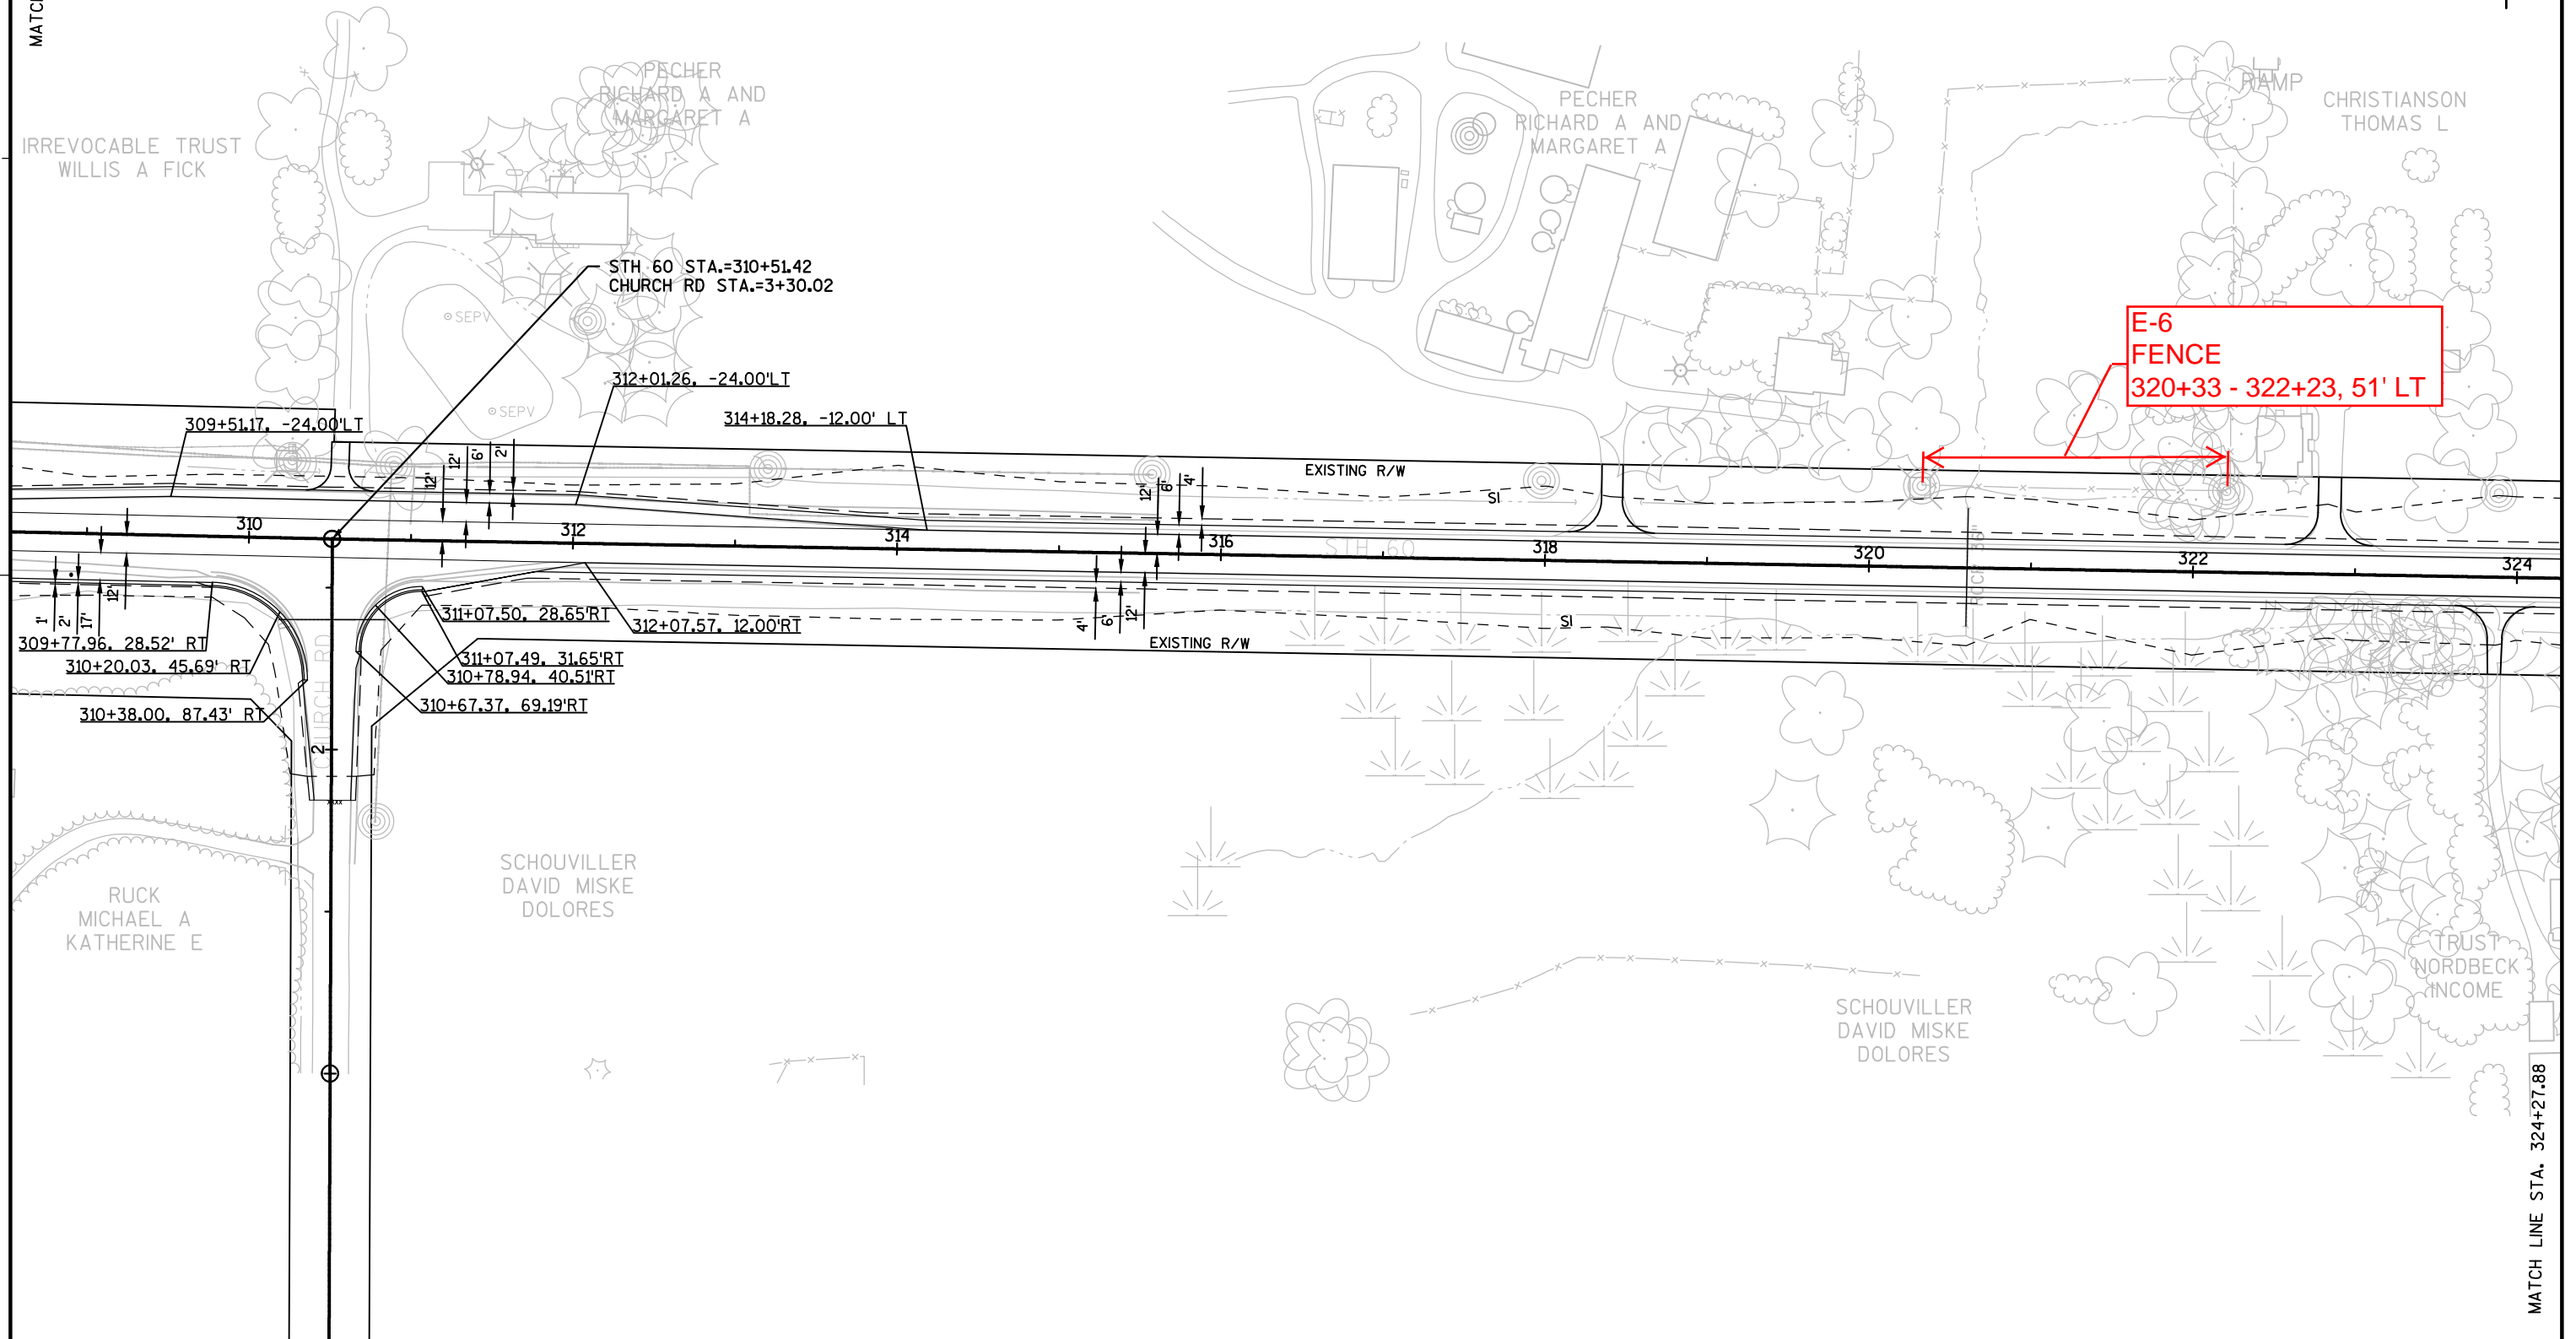 MATCH
PECHER
RICHARD A AND
MARGARET A
IRREVOCABLE TRUST
WILLIS A FICK
PECHER
RICHARD A AND
MARGARET A
RAMP
CHRISTIANSON
THOMAS L
STH 60 STA.=310+51.42
CHURCH RD STA.=3+30.02
SEPV
SEPV
E-6
FENCE
320+33 - 322+23, 51' LT
312+01.26, -24.00'LT
309+51.17, -24.00'LT
314+18.28, -12.00' LT
12'
12'
6'
2'
EXISTING R/W
12'
6'
4'
SI
310
312
314
316
STH 60
318
320
322
324
1'
2'
17'
12'
309+77.96, 28.52' RT
310+20.03, 45.69' RT
310+38.00, 87.43' RT
CHURCH RD
2
311+07.50, 28.65'RT
312+07.57, 12.00'RT
311+07.49, 31.65'RT
310+78.94, 40.51'RT
310+67.37, 69.19'RT
4'
6'
12'
SI
EXISTING R/W
SCHOUVILLER
DAVID MISKE
DOLORES
RUCK
MICHAEL A
KATHERINE E
TRUST
NORDBECK
INCOME
SCHOUVILLER
DAVID MISKE
DOLORES
MATCH LINE STA. 324+27.88